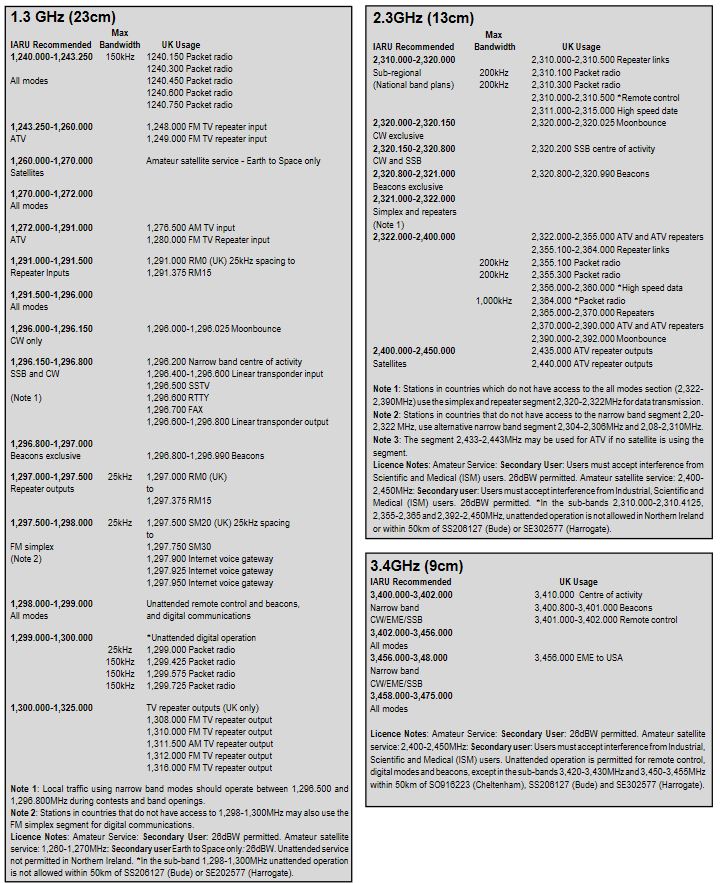 1.3 GHz (23cm)
Max
IARU Recommended Bandwidth UK Usage
1,240.000-1,243.250 150kHz 1240.150 Packet radio
1240.300 Packet radio
All modes 1240.450 Packet radio
1240.600 Packet radio
1240.750 Packet radio
1,243.250-1,260.000 1,248.000 FM TV repeater input
ATV 1,249.000 FM TV repeater input
1,260.000-1,270.000 Amateur satellite service - Earth to Space only
Satellites
1,270.000-1,272.000
All modes
1,272.000-1,291.000 1,276.500 AM TV input
ATV 1,280.000 FM TV Repeater input
1,291.000-1,291.500 1,291.000 RM0 (UK) 25kHz spacing to
Repeater Inputs 1,291.375 RM15
1,291.500-1,296.000
All modes
1,296.000-1,296.150 1,296.000-1,296.025 Moonbounce
CW only
1,296.150-1,296.800 1,296.200 Narrow band centre of activity
SSB and CW 1,296.400-1,296.600 Linear transponder input
1,296.500 SSTV
(Note 1) 1,296.600 RTTY
1,296.700 FAX
1,296.600-1,296.800 Linear transponder output
1,296.800-1,297.000
Beacons exclusive 1,296.800-1,296.990 Beacons
1,297.000-1,297.500 25kHz 1,297.000 RM0 (UK)
Repeater outputs to
1,297.375 RM15
1,297.500-1,298.000 25kHz 1,297.500 SM20 (UK) 25kHz spacing
to
FM simplex 1,297.750 SM30
(Note 2) 1,297.900 Internet voice gateway
1,297.925 Internet voice gateway
1,297.950 Internet voice gateway
1,298.000-1,299.000 Unattended remote control and beacons,
All modes and digital communications
1,299.000-1,300.000 *Unattended digital operation
25kHz 1,299.000 Packet radio
150kHz 1,299.425 Packet radio
150kHz 1,299.575 Packet radio
150kHz 1,299.725 Packet radio
1,300.000-1,325.000 TV repeater outputs (UK only)
1,308.000 FM TV repeater output
1,310.000 FM TV repeater output
1,311.500 AM TV repeater output
1,312.000 FM TV repeater output
1,316.000 FM TV repeater output
Note 1: Local traffic using narrow band modes should operate between 1,296.500 and
1,296.800MHz during contests and band openings.
Note 2: Stations in countries that do not have access to 1,298-1,300MHz may also use the
FM simplex segment for digital communications.
Licence Notes: Amateur Service: Secondary User: 26dBW permitted. Amateur satellite
service: 1,260-1,270MHz: Secondary user Earth to Space only: 26dBW. Unattended service
not permitted in Northern Ireland. *In the sub-band 1,298-1,300MHz unattended operation
is not allowed within 50km of SS206127 (Bude) or SE202577 (Harrogate).
2.3GHz (13cm)
Max
IARU Recommended Bandwidth UK Usage
2,310.000-2,320.000 2,310.000-2,310.500 Repeater links
Sub-regional 200kHz 2,310.100 Packet radio
(National band plans) 200kHz 2,310.300 Packet radio
2,310.000-2,310.500 *Remote control
2,311.000-2,315.000 High speed date
2,320.000-2,320.150 2,320.000-2,320.025 Moonbounce
CW exclusive
2,320.150-2,320.800 2,320.200 SSB centre of activity
CW and SSB
2,320.800-2,321.000 2,320.800-2,320.990 Beacons
Beacons exclusive
2,321.000-2,322.000
Simplex and repeaters
(Note 1)
2,322.000-2,400.000 2,322.000-2,355.000 ATV and ATV repeaters
2,355.100-2,364.000 Repeater links
200kHz 2,355.100 Packet radio
200kHz 2,355.300 Packet radio
2,356.000-2,360.000 *High speed data
1,000kHz 2,364.000 *Packet radio
2,365.000-2,370.000 Repeaters
2,370.000-2,390.000 ATV and ATV repeaters
2,390.000-2,392.000 Moonbounce
2,400.000-2,450.000 2,435.000 ATV repeater outputs
Satellites 2,440.000 ATV repeater outputs
Note 1: Stations in countries which do not have access to the all modes section (2,322-
2,390MHz) use the simplex and repeater segment 2,320-2,322MHz for data transmission.
Note 2: Stations in countries that do not have access to the narrow band segment 2,20-
2,322 MHz, use alternative narrow band segment 2,304-2,306MHz and 2,08-2,310MHz.
Note 3: The segment 2,433-2,443MHz may be used for ATV if no satellite is using the
segment.
Licence Notes: Amateur Service: Secondary User: Users must accept interference from
Scientific and Medical (ISM) users. 26dBW permitted. Amateur satellite service: 2,400-
2,450MHz: Secondary user: Users must accept interference from Industrial, Scientific and
Medical (ISM) users. 26dBW permitted. *In the sub-bands 2,310.000-2,310.4125,
2,355-2,365 and 2,392-2,450MHz, unattended operation is not allowed in Northern Ireland
or within 50km of SS206127 (Bude) or SE302577 (Harrogate).
3.4GHz (9cm)
IARU Recommended UK Usage
3,400.000-3,402.000 3,410.000 Centre of activity
Narrow band 3,400.800-3,401.000 Beacons
CW/EME/SSB 3,401.000-3,402.000 Remote control
3,402.000-3,456.000
All modes
3,456.000-3,48.000 3,456.000 EME to USA
Narrow band
CW/EME/SSB
3,458.000-3,475.000
All modes
Licence Notes: Amateur Service: Secondary User: 26dBW permitted. Amateur satellite
service: 2,400-2,450MHz: Secondary user: Users must accept interference from Industrial,
Scientific and Medical (ISM) users. Unattended operation is permitted for remote control,
digital modes and beacons, except in the sub-bands 3,420-3,430MHz and 3,450-3,455MHz
within 50km of SO916223 (Cheltenham), SS206127 (Bude) and SE302577 (Harrogate).